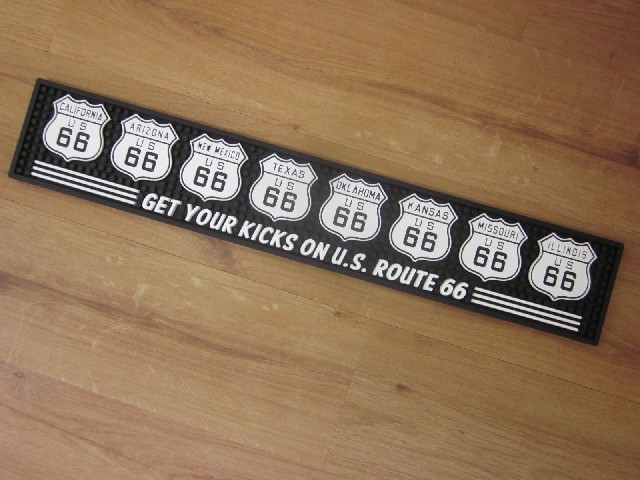 CALIFORNIA
US
66
ARIZONA
US
66
NEW MEXICO
US
66
TEXAS
US
66
OKLAHOMA
US
66
KANSAS
US
66
MISSOURI
US
66
ILLINOIS
US
66
GET YOUR KICKS ON U.S. ROUTE 66